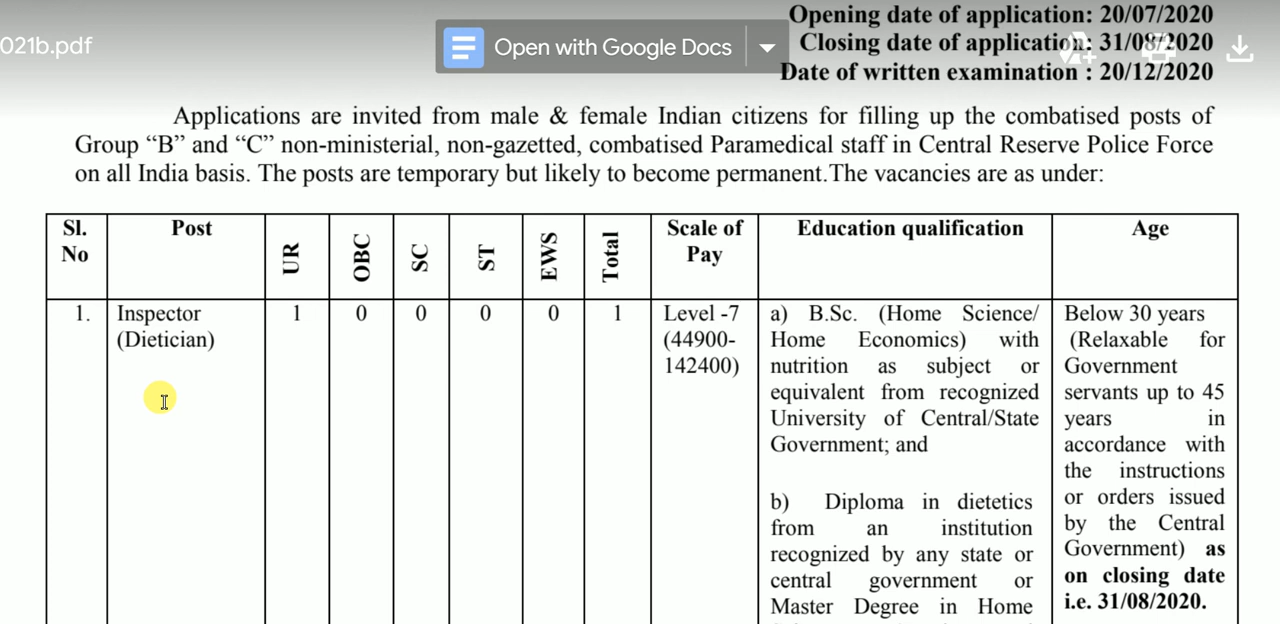 Opening date of application: 20/07/2020
021b.pdf
Open with Google Docs
Closing date of application: 31/08/2020
Date of written examination : 20/12/2020
Applications are invited from male & female Indian citizens for filling up the combatised posts of
Group “B” and “C” non-ministerial, non-gazetted, combatised Paramedical staff in Central Reserve Police Force
on all India basis. The posts are temporary but likely to become permanent.The vacancies are as under:
Sl. No
Post
UR
OBC
SC
ST
EWS
Total
Scale of
Pay
Education qualification
Age
1.
Inspector
(Dietician)
1
0
0
0
0
1
Level -7
(44900-
142400)
a) B.Sc. (Home Science/
Home Economics) with
nutrition as subject or
equivalent from recognized
University of Central/State
Government; and
b) Diploma in dietetics
from an institution
recognized by any state or
central government or
Master Degree in Home
Below 30 years
(Relaxable for
Government
servants up to 45
years in
accordance with
the instructions
or orders issued
by the Central
Government) as
on closing date
i.e. 31/08/2020.